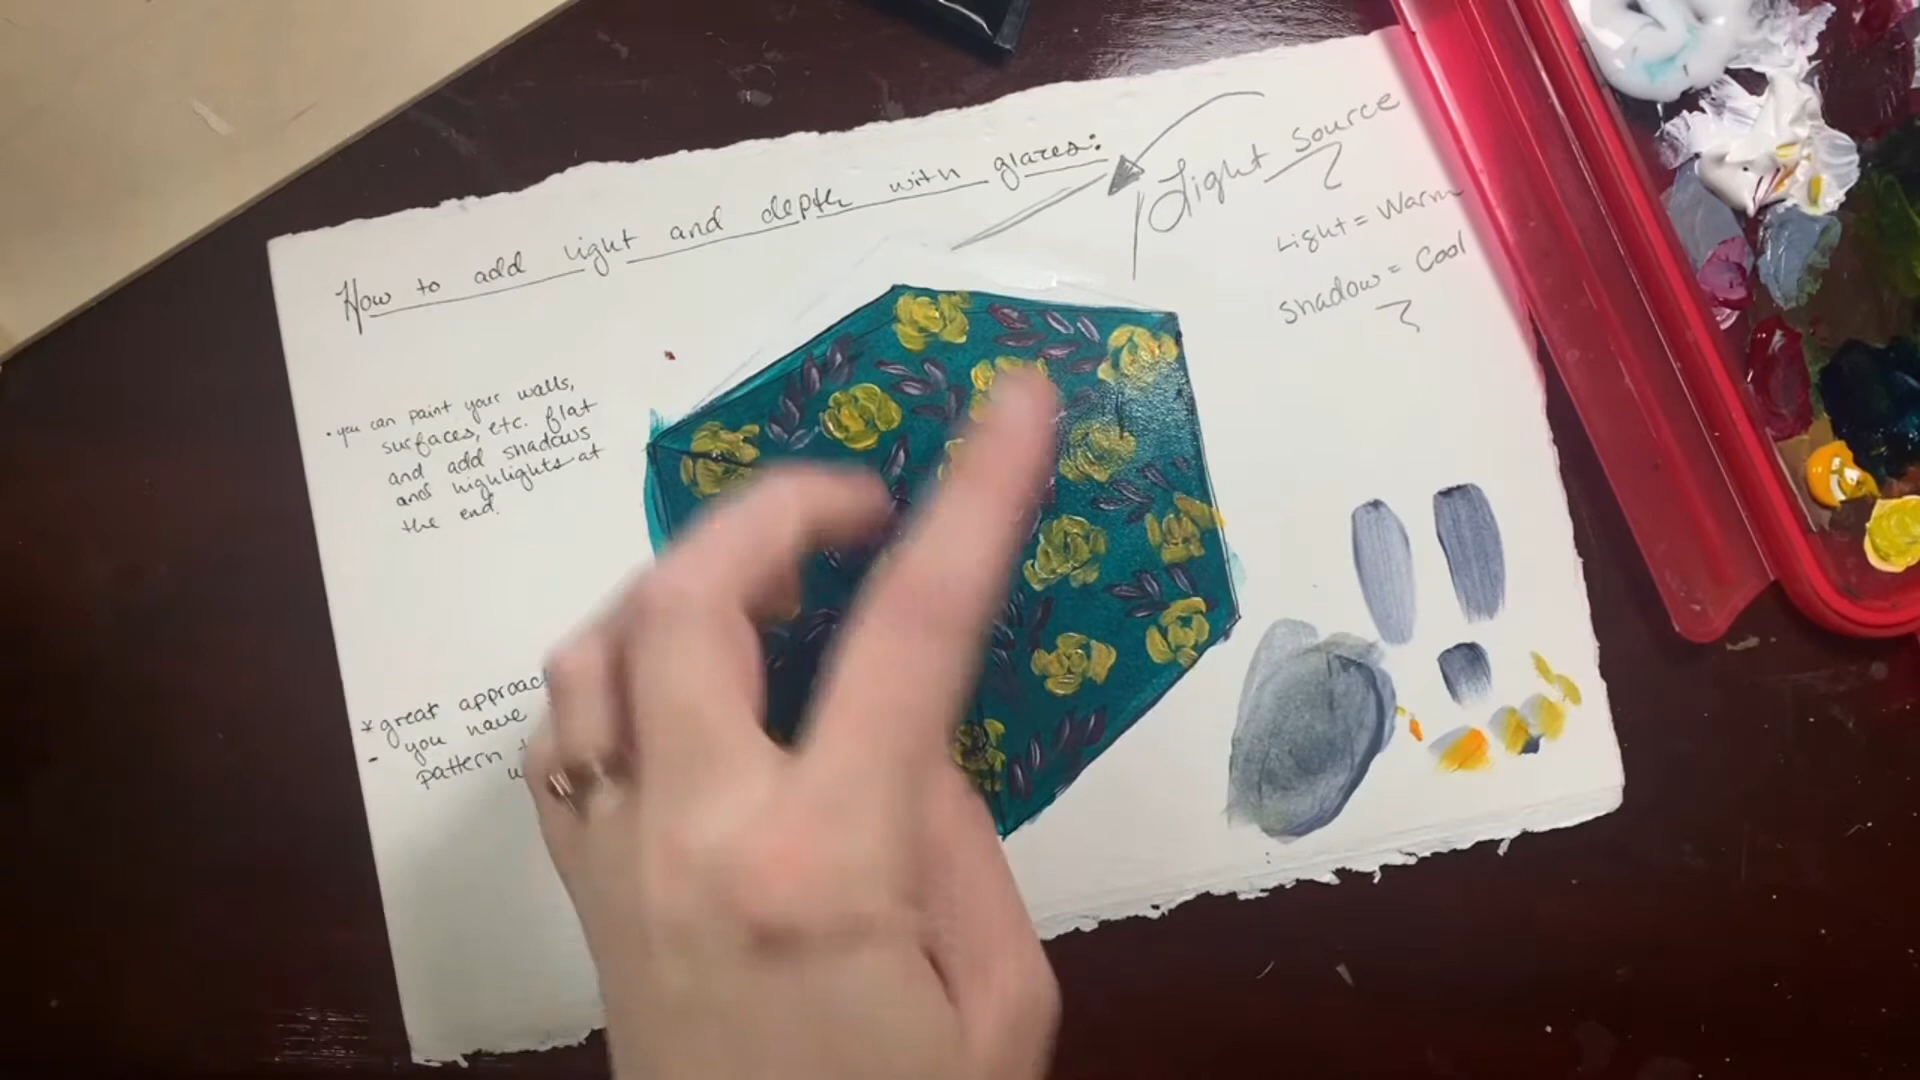 How to add light and depth with glazes:
Light Source
Light = Warm
Shadow = Cool
• you can paint your walls,
surfaces, etc. flat
and add shadows
and highlights at
the end.
* great approach
you have
pattern